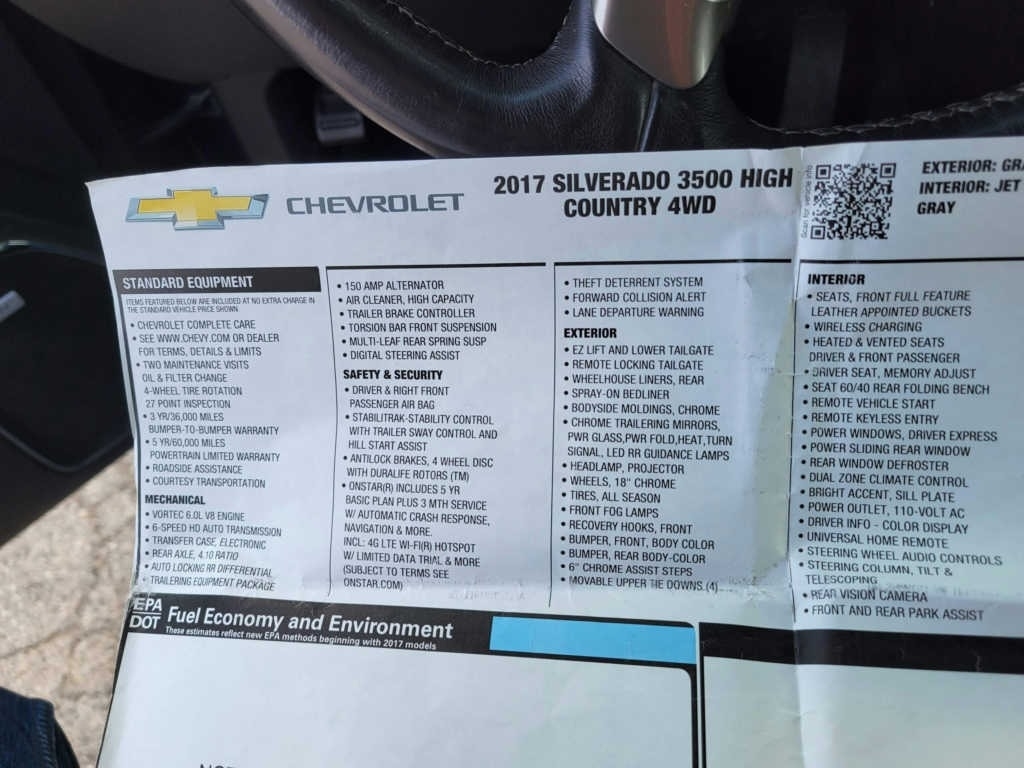 CHEVROLET
2017 SILVERADO 3500 HIGH
COUNTRY 4WD
Scan for vehicle info
EXTERIOR:
INTERIOR: JET
GRAY
STANDARD EQUIPMENT
ITEMS FEATURED BELOW ARE INCLUDED AT NO EXTRA CHARGE IN
THE STANDARD VEHICLE PRICE SHOWN
• CHEVROLET COMPLETE CARE
• SEE WWW.CHEVY.COM OR DEALER
FOR TERMS, DETAILS & LIMITS
• TWO MAINTENANCE VISITS
OIL & FILTER CHANGE
4-WHEEL TIRE ROTATION
27 POINT INSPECTION
• 3 YR/36,000 MILES
BUMPER-TO-BUMPER WARRANTY
• 5 YR/60,000 MILES
POWERTRAIN LIMITED WARRANTY
• ROADSIDE ASSISTANCE
• COURTESY TRANSPORTATION
MECHANICAL
• VORTEC 6.0L V8 ENGINE
• 6-SPEED HD AUTO TRANSMISSION
• TRANSFER CASE, ELECTRONIC
• REAR AXLE, 4.10 RATIO
• AUTO LOCKING RR DIFFERENTIAL
• TRAILERING EQUIPMENT PACKAGE
• 150 AMP ALTERNATOR
• AIR CLEANER, HIGH CAPACITY
• TRAILER BRAKE CONTROLLER
• TORSION BAR FRONT SUSPENSION
• MULTI-LEAF REAR SPRING SUSP
• DIGITAL STEERING ASSIST
SAFETY & SECURITY
• DRIVER & RIGHT FRONT
PASSENGER AIR BAG
• STABILITRAK-STABILITY CONTROL
WITH TRAILER SWAY CONTROL AND
HILL START ASSIST
• ANTILOCK BRAKES, 4 WHEEL DISC
WITH DURALIFE ROTORS (TM)
• ONSTAR(R) INCLUDES 5 YR
BASIC PLAN PLUS 3 MTH SERVICE
W/ AUTOMATIC CRASH RESPONSE,
NAVIGATION & MORE.
INCL: 4G LTE WI-FI(R) HOTSPOT
W/ LIMITED DATA TRIAL & MORE
(SUBJECT TO TERMS SEE
ONSTAR.COM)
• THEFT DETERRENT SYSTEM
• FORWARD COLLISION ALERT
• LANE DEPARTURE WARNING
EXTERIOR
• EZ LIFT AND LOWER TAILGATE
• REMOTE LOCKING TAILGATE
• WHEELHOUSE LINERS, REAR
• SPRAY-ON BEDLINER
• BODYSIDE MOLDINGS, CHROME
• CHROME TRAILERING MIRRORS,
PWR GLASS,PWR FOLD,HEAT,TURN
SIGNAL, LED RR GUIDANCE LAMPS
• HEADLAMP, PROJECTOR
• WHEELS, 18" CHROME
• TIRES, ALL SEASON
• FRONT FOG LAMPS
• RECOVERY HOOKS, FRONT
• BUMPER, FRONT, BODY COLOR
• BUMPER, REAR BODY-COLOR
• 6" CHROME ASSIST STEPS
• MOVABLE UPPER TIE DOWNS (4)
INTERIOR
• SEATS, FRONT FULL FEATURE
LEATHER APPOINTED BUCKETS
• WIRELESS CHARGING
• HEATED & VENTED SEATS
DRIVER & FRONT PASSENGER
• DRIVER SEAT, MEMORY ADJUST
• SEAT 60/40 REAR FOLDING BENCH
• REMOTE VEHICLE START
• REMOTE KEYLESS ENTRY
• POWER WINDOWS, DRIVER EXPRESS
• POWER SLIDING REAR WINDOW
• REAR WINDOW DEFROSTER
• DUAL ZONE CLIMATE CONTROL
• BRIGHT ACCENT, SILL PLATE
• POWER OUTLET, 110-VOLT AC
• DRIVER INFO - COLOR DISPLAY
• UNIVERSAL HOME REMOTE
• STEERING WHEEL AUDIO CONTROLS
• STEERING COLUMN, TILT &
TELESCOPING
• REAR VISION CAMERA
• FRONT AND REAR PARK ASSIST
EPA
DOT
Fuel Economy and Environment
These estimates reflect new EPA methods beginning with 2017 models